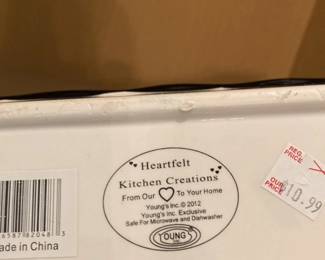 Heartfelt
Kitchen Creations
From Our To Your Home
Young's Inc.© 2012
Young's Inc. Exclusive
Safe For Microwave and Dishwasher
YOUNG'S
REG.
PRICE
OUR
PRICE
$10.99
ade in China